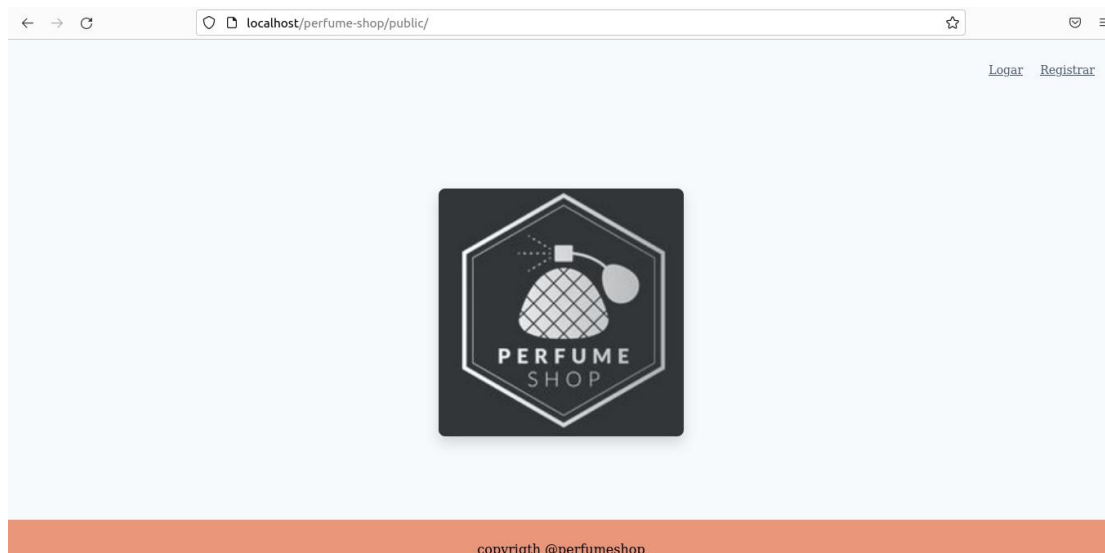 localhost/perfume-shop/public/
Logar Registrar
PERFUME
SHOP
copyrigth @perfumeshop